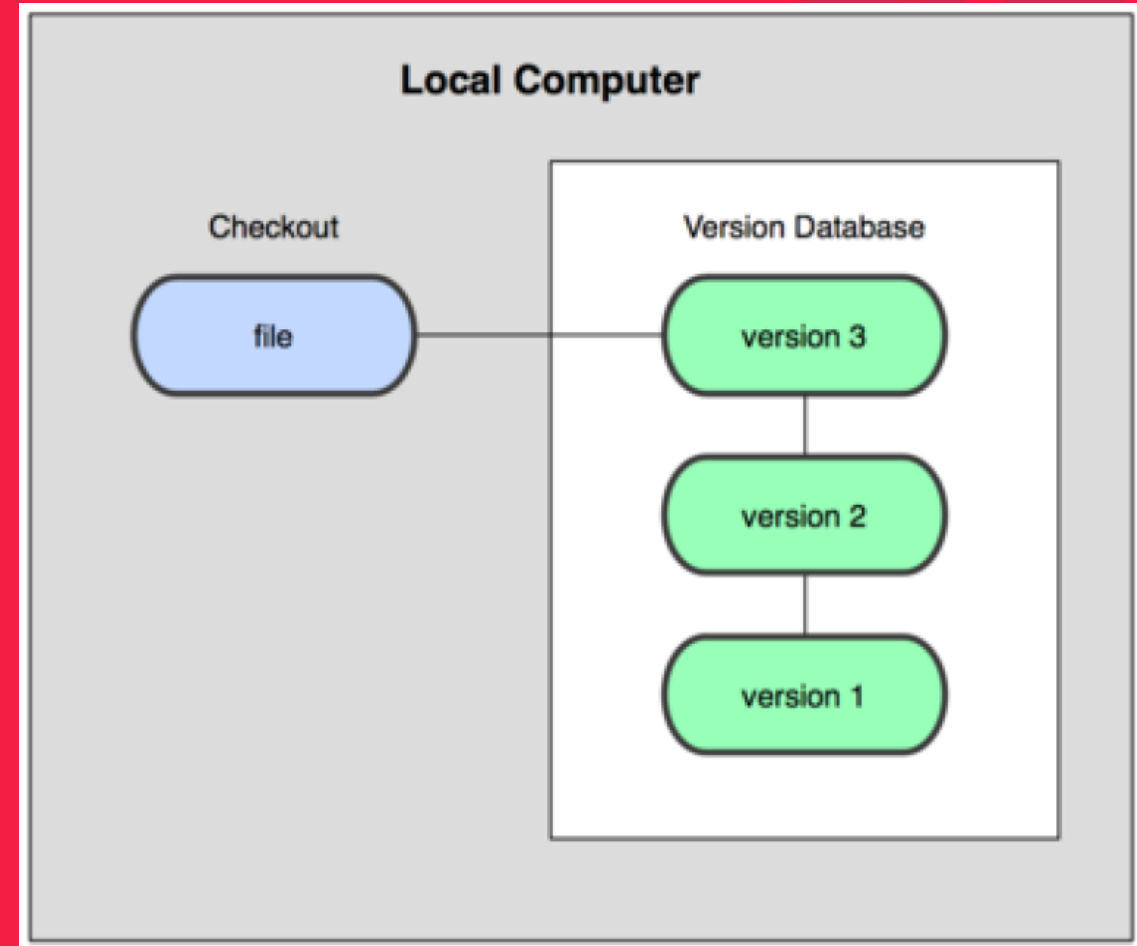 Local Computer
Checkout
Version Database
file
version 3
version 2
version 1